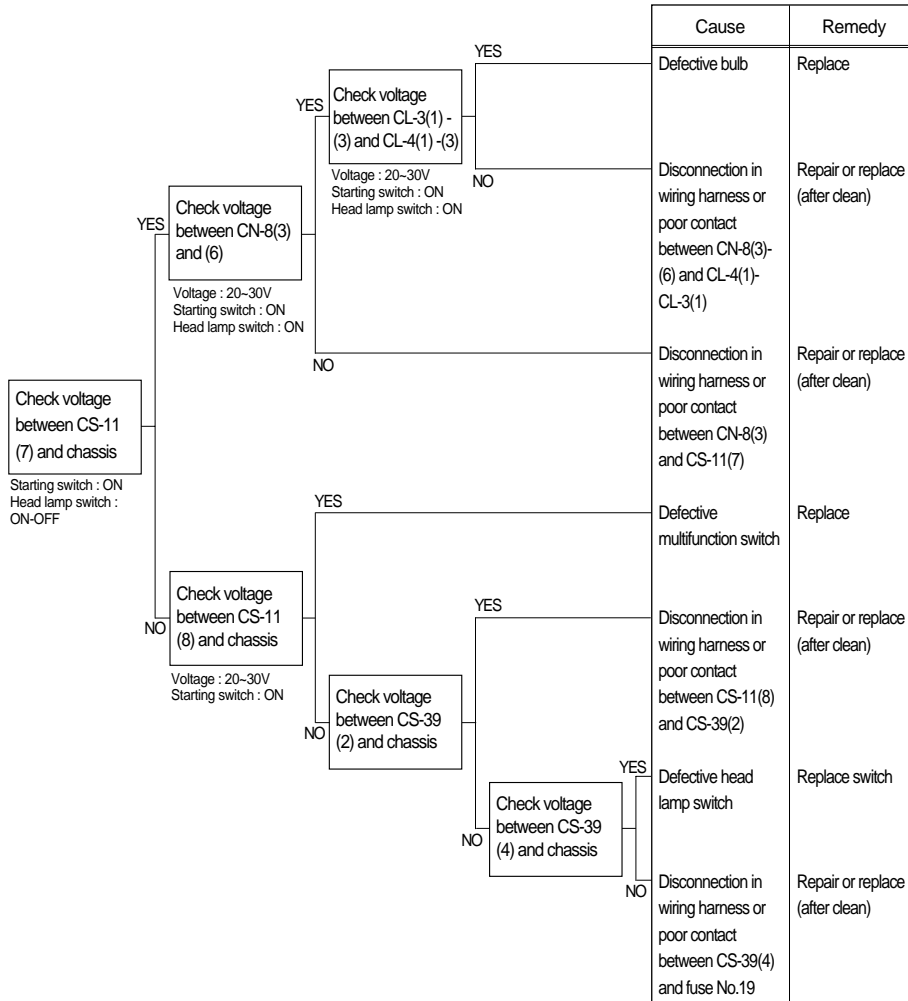 Cause
Remedy
YES
Defective bulb
Replace
YES
Check voltage
between CL-3(1) -
(3) and CL-4(1) -(3)
Voltage : 20~30V
Starting switch : ON
Head lamp switch : ON
NO
Disconnection in
wiring harness or
poor contact
between CN-8(3)-
(6) and CL-4(1)-
CL-3(1)
Repair or replace
(after clean)
YES
Check voltage
between CN-8(3)
and (6)
Voltage : 20~30V
Starting switch : ON
Head lamp switch : ON
NO
Disconnection in
wiring harness or
poor contact
between CN-8(3)
and CS-11(7)
Repair or replace
(after clean)
Check voltage
between CS-11
(7) and chassis
Starting switch : ON
Head lamp switch :
ON-OFF
YES
Defective
multifunction switch
Replace
NO
Check voltage
between CS-11
(8) and chassis
Voltage : 20~30V
Starting switch : ON
YES
Disconnection in
wiring harness or
poor contact
between CS-11(8)
and CS-39(2)
Repair or replace
(after clean)
NO
Check voltage
between CS-39
(2) and chassis
YES
Defective head
lamp switch
Replace switch
NO
Check voltage
between CS-39
(4) and chassis
NO
Disconnection in
wiring harness or
poor contact
between CS-39(4)
and fuse No.19
Repair or replace
(after clean)